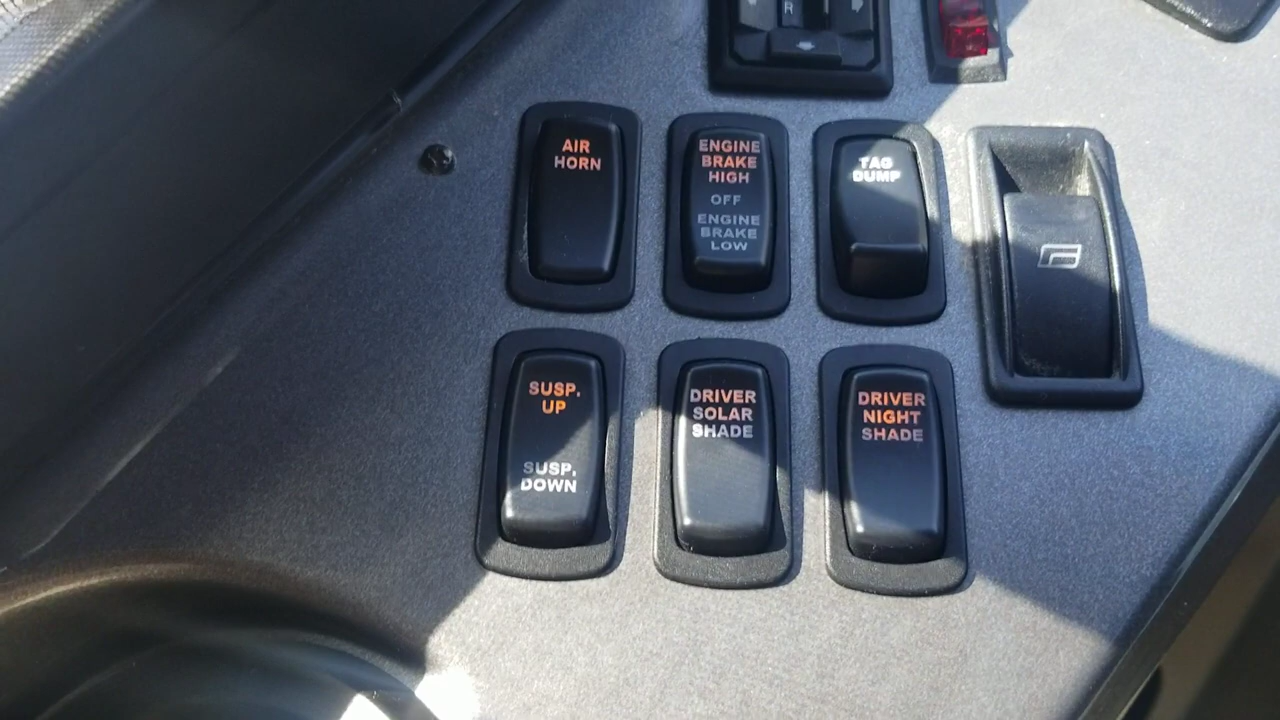 R
AIR
HORN
ENGINE
BRAKE
HIGH
OFF
ENGINE
BRAKE
LOW
TAG
DUMP
SUSP.
UP
SUSP.
DOWN
DRIVER
SOLAR
SHADE
DRIVER
NIGHT
SHADE